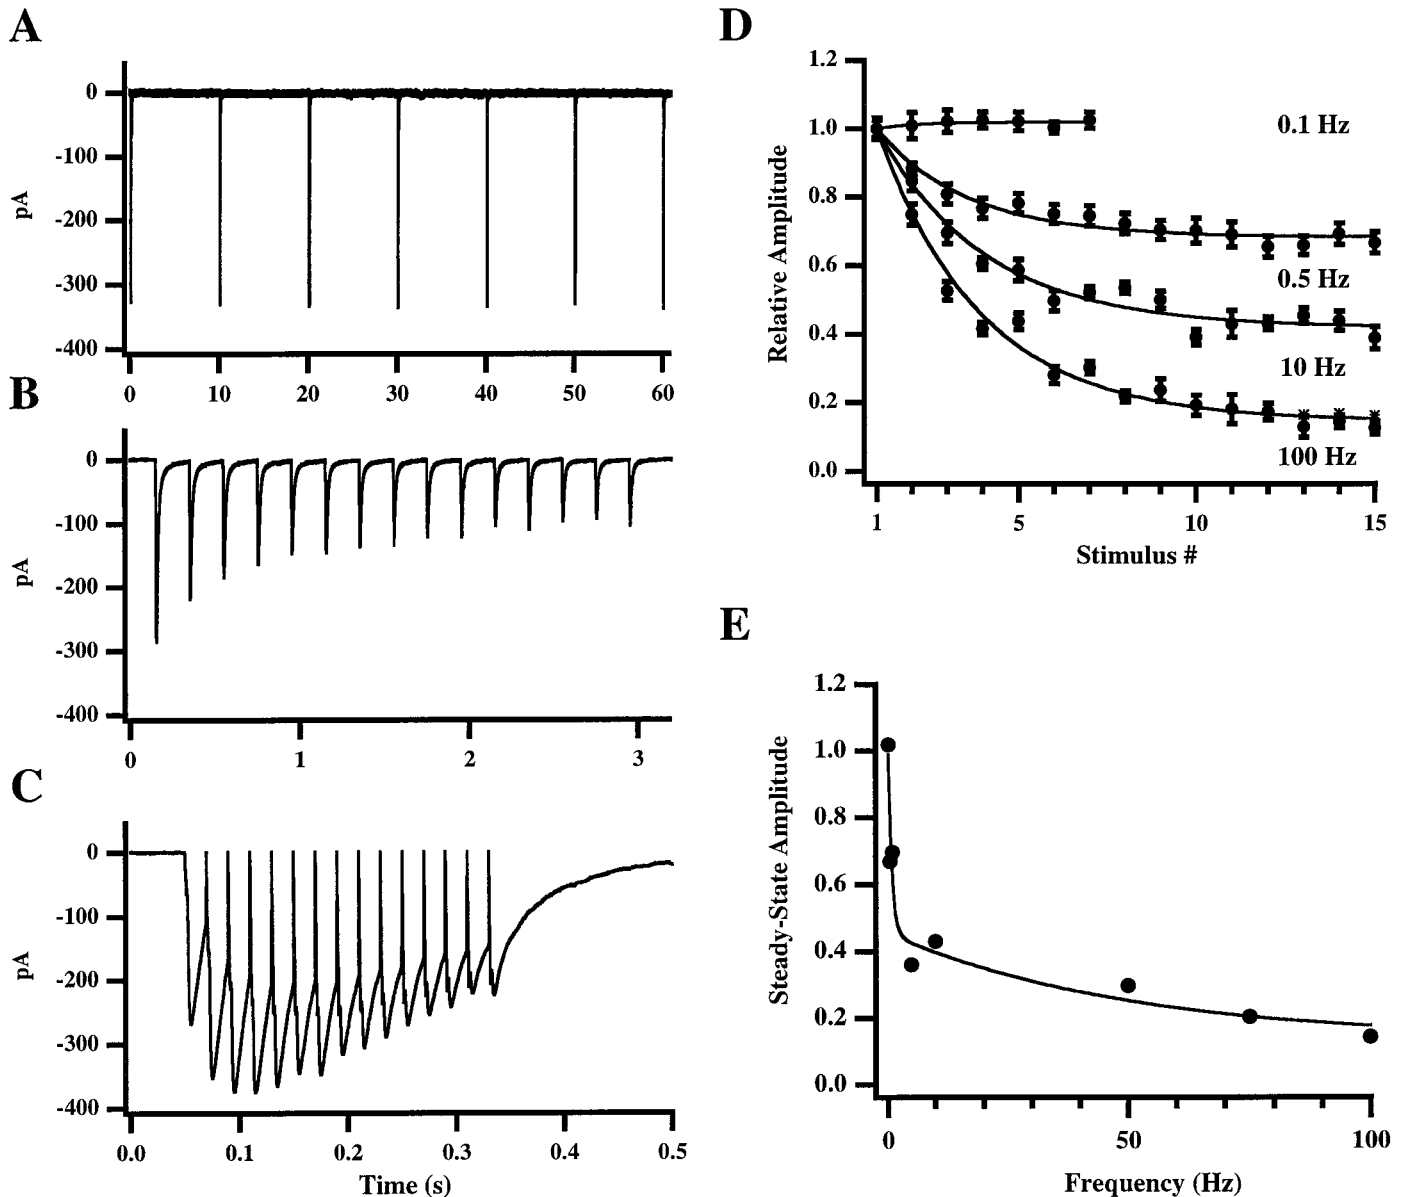 A
0
-100
-200
-300
-400
pA
0 10 20 30 40 50 60
B
0
-100
-200
-300
-400
pA
0 1 2 3
C
0
-100
-200
-300
-400
pA
0.0 0.1 0.2 0.3 0.4 0.5
Time (s)
D
1.2
1.0
0.8
0.6
0.4
0.2
0.0
Relative Amplitude
0.1 Hz
0.5 Hz
10 Hz
100 Hz
1 5 10 15
Stimulus #
E
1.2
1.0
0.8
0.6
0.4
0.2
0.0
Steady-State Amplitude
0 50 100
Frequency (Hz)